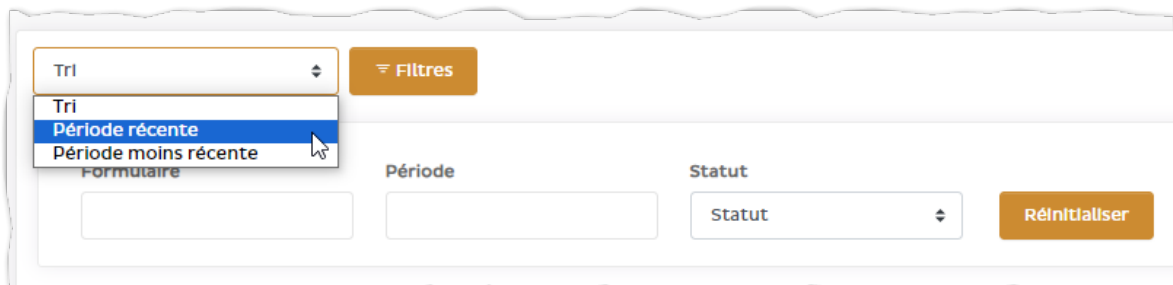 Tri
Filtres
Tri
Période récente
Période moins récente
Formulaire
Période
Statut
Statut
Réinitialiser